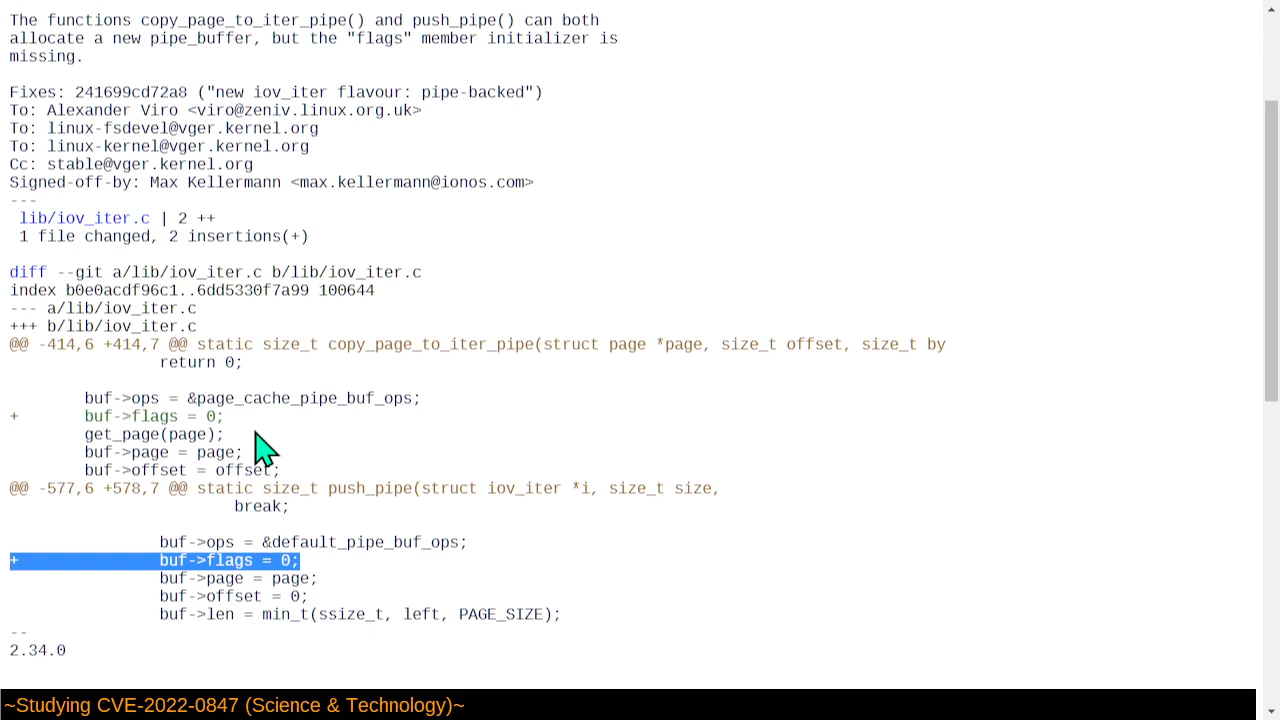 The functions copy_page_to_iter_pipe() and push_pipe() can both
allocate a new pipe_buffer, but the "flags" member initializer is
missing.
Fixes: 241699cd72a8 ("new iov_iter flavour: pipe-backed")
To: Alexander Viro <viro@zeniv.linux.org.uk>
To: linux-fsdevel@vger.kernel.org
To: linux-kernel@vger.kernel.org
Cc: stable@vger.kernel.org
Signed-off-by: Max Kellermann <max.kellermann@ionos.com>
---
 lib/iov_iter.c | 2 ++
 1 file changed, 2 insertions(+)
diff --git a/lib/iov_iter.c b/lib/iov_iter.c
index b0e0acdf96c1..6dd5330f7a99 100644
--- a/lib/iov_iter.c
+++ b/lib/iov_iter.c
@@ -414,6 +414,7 @@ static size_t copy_page_to_iter_pipe(struct page *page, size_t offset, size_t by
                return 0;
        buf->ops = &page_cache_pipe_buf_ops;
+       buf->flags = 0;
        get_page(page);
        buf->page = page;
        buf->offset = offset;
@@ -577,6 +578,7 @@ static size_t push_pipe(struct iov_iter *i, size_t size,
                        break;
                buf->ops = &default_pipe_buf_ops;
+               buf->flags = 0;
                buf->page = page;
                buf->offset = 0;
                buf->len = min_t(ssize_t, left, PAGE_SIZE);
--
2.34.0
~Studying CVE-2022-0847 (Science & Technology)~